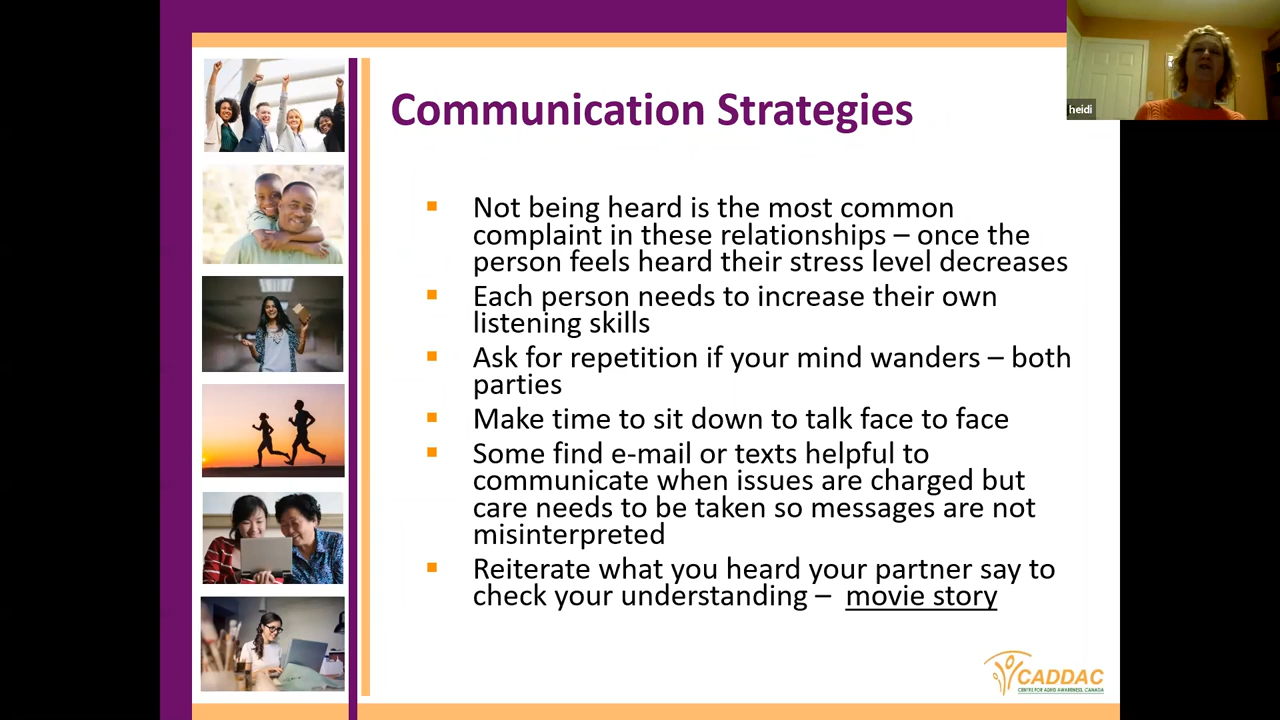 heidi
Communication Strategies
Not being heard is the most common
complaint in these relationships – once the
person feels heard their stress level decreases
Each person needs to increase their own
listening skills
Ask for repetition if your mind wanders – both
parties
Make time to sit down to talk face to face
Some find e-mail or texts helpful to
communicate when issues are charged but
care needs to be taken so messages are not
misinterpreted
Reiterate what you heard your partner say to
check your understanding – movie story
CADDAC
CENTRE FOR ADHD AWARENESS, CANADA